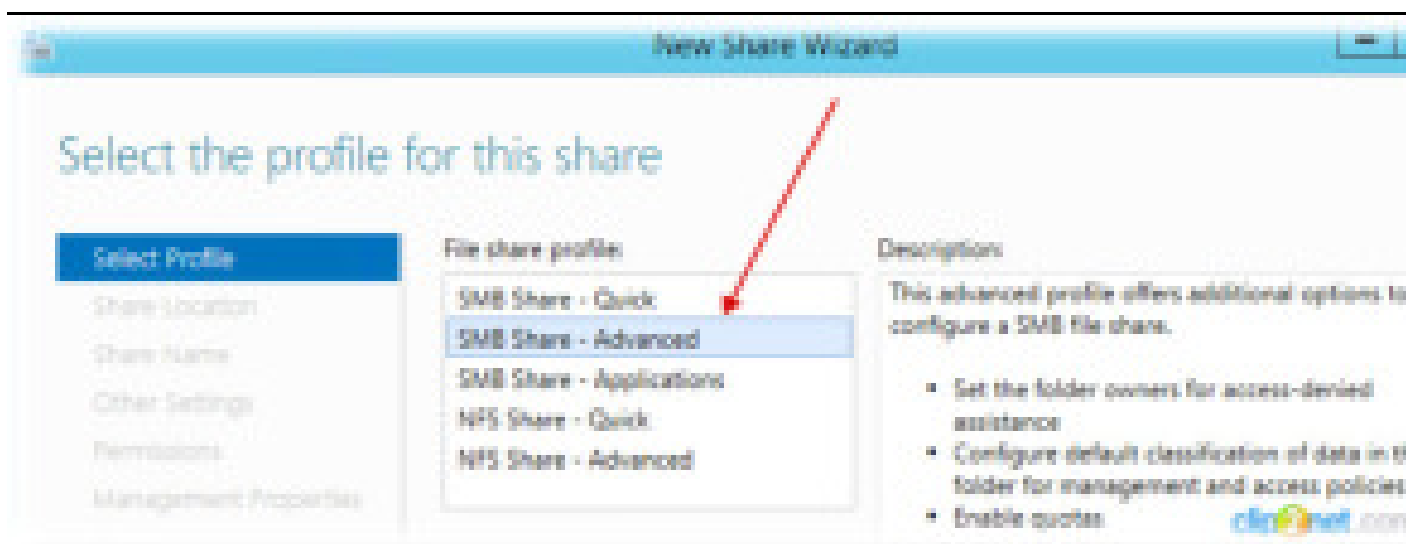 New Share Wizard
Select the profile for this share
Select Profile
Share Location
Share Name
Other Settings
Permissions
Management Properties
File share profile:
SMB Share - Quick
SMB Share - Advanced
SMB Share - Applications
NFS Share - Quick
NFS Share - Advanced
Description:
This advanced profile offers additional options to
configure a SMB file share.
• Set the folder owners for access-denied
assistance
• Configure default classification of data in th
folder for management and access policies
• Enable quotas
clip2net.com